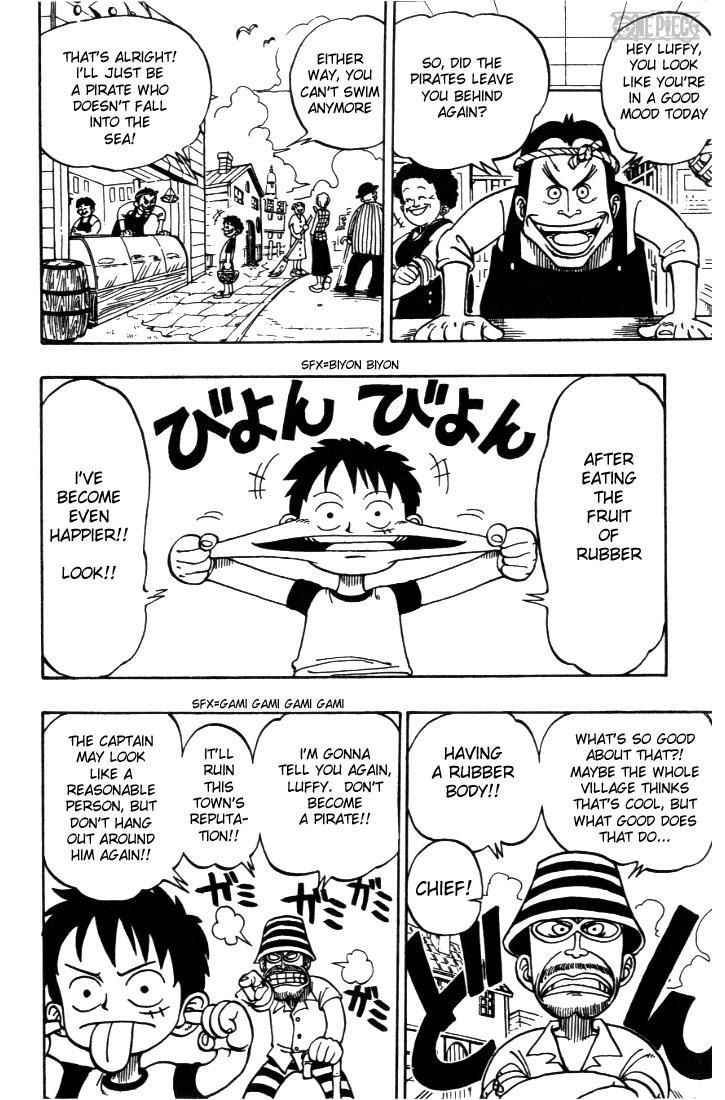 ONE PIECE
HEY LUFFY,
YOU LOOK
LIKE YOU'RE
IN A GOOD
MOOD TODAY
SO, DID THE
PIRATES LEAVE
YOU BEHIND
AGAIN?
EITHER
WAY, YOU
CAN'T SWIM
ANYMORE
THAT'S ALRIGHT!
I'LL JUST BE
A PIRATE WHO
DOESN'T FALL
INTO THE
SEA!
SFX=BIYON BIYON
びよん びよん
AFTER
EATING
THE
FRUIT
OF
RUBBER
I'VE
BECOME
EVEN
HAPPIER!!
LOOK!!
WHAT'S SO GOOD
ABOUT THAT?!
MAYBE THE WHOLE
VILLAGE THINKS
THAT'S COOL, BUT
WHAT GOOD DOES
THAT DO...
HAVING
A RUBBER
BODY!!
CHIEF!
どん
SFX=GAMI GAMI GAMI GAMI
I'M GONNA
TELL YOU AGAIN,
LUFFY. DON'T
BECOME
A PIRATE!!
IT'LL
RUIN
THIS
TOWN'S
REPUTA-
TION!!
THE CAPTAIN
MAY LOOK
LIKE A
REASONABLE
PERSON, BUT
DON'T HANG
OUT AROUND
HIM AGAIN!!
ガミ ガミ ガミ ガミ